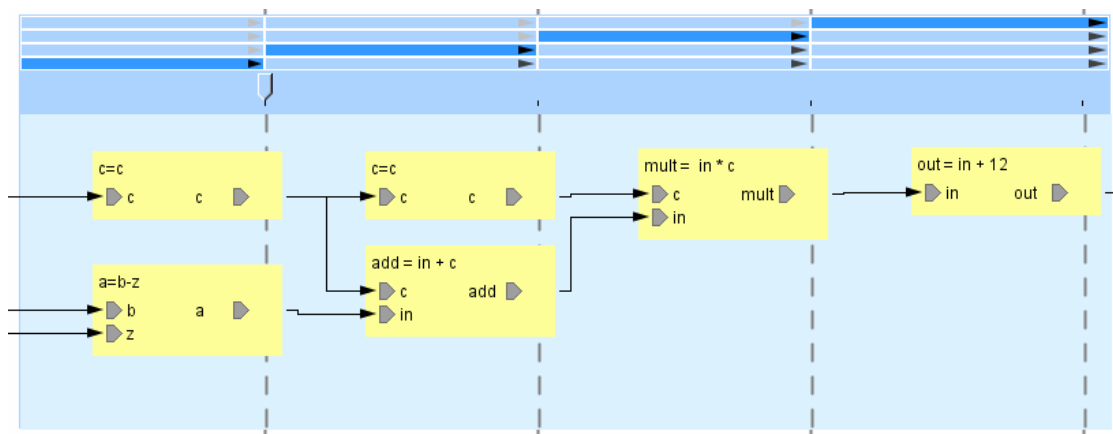 c=c
c c
a=b-z
b a
z
c=c
c c
add = in + c
c add
in
mult = in * c
c mult
in
out = in + 12
in out